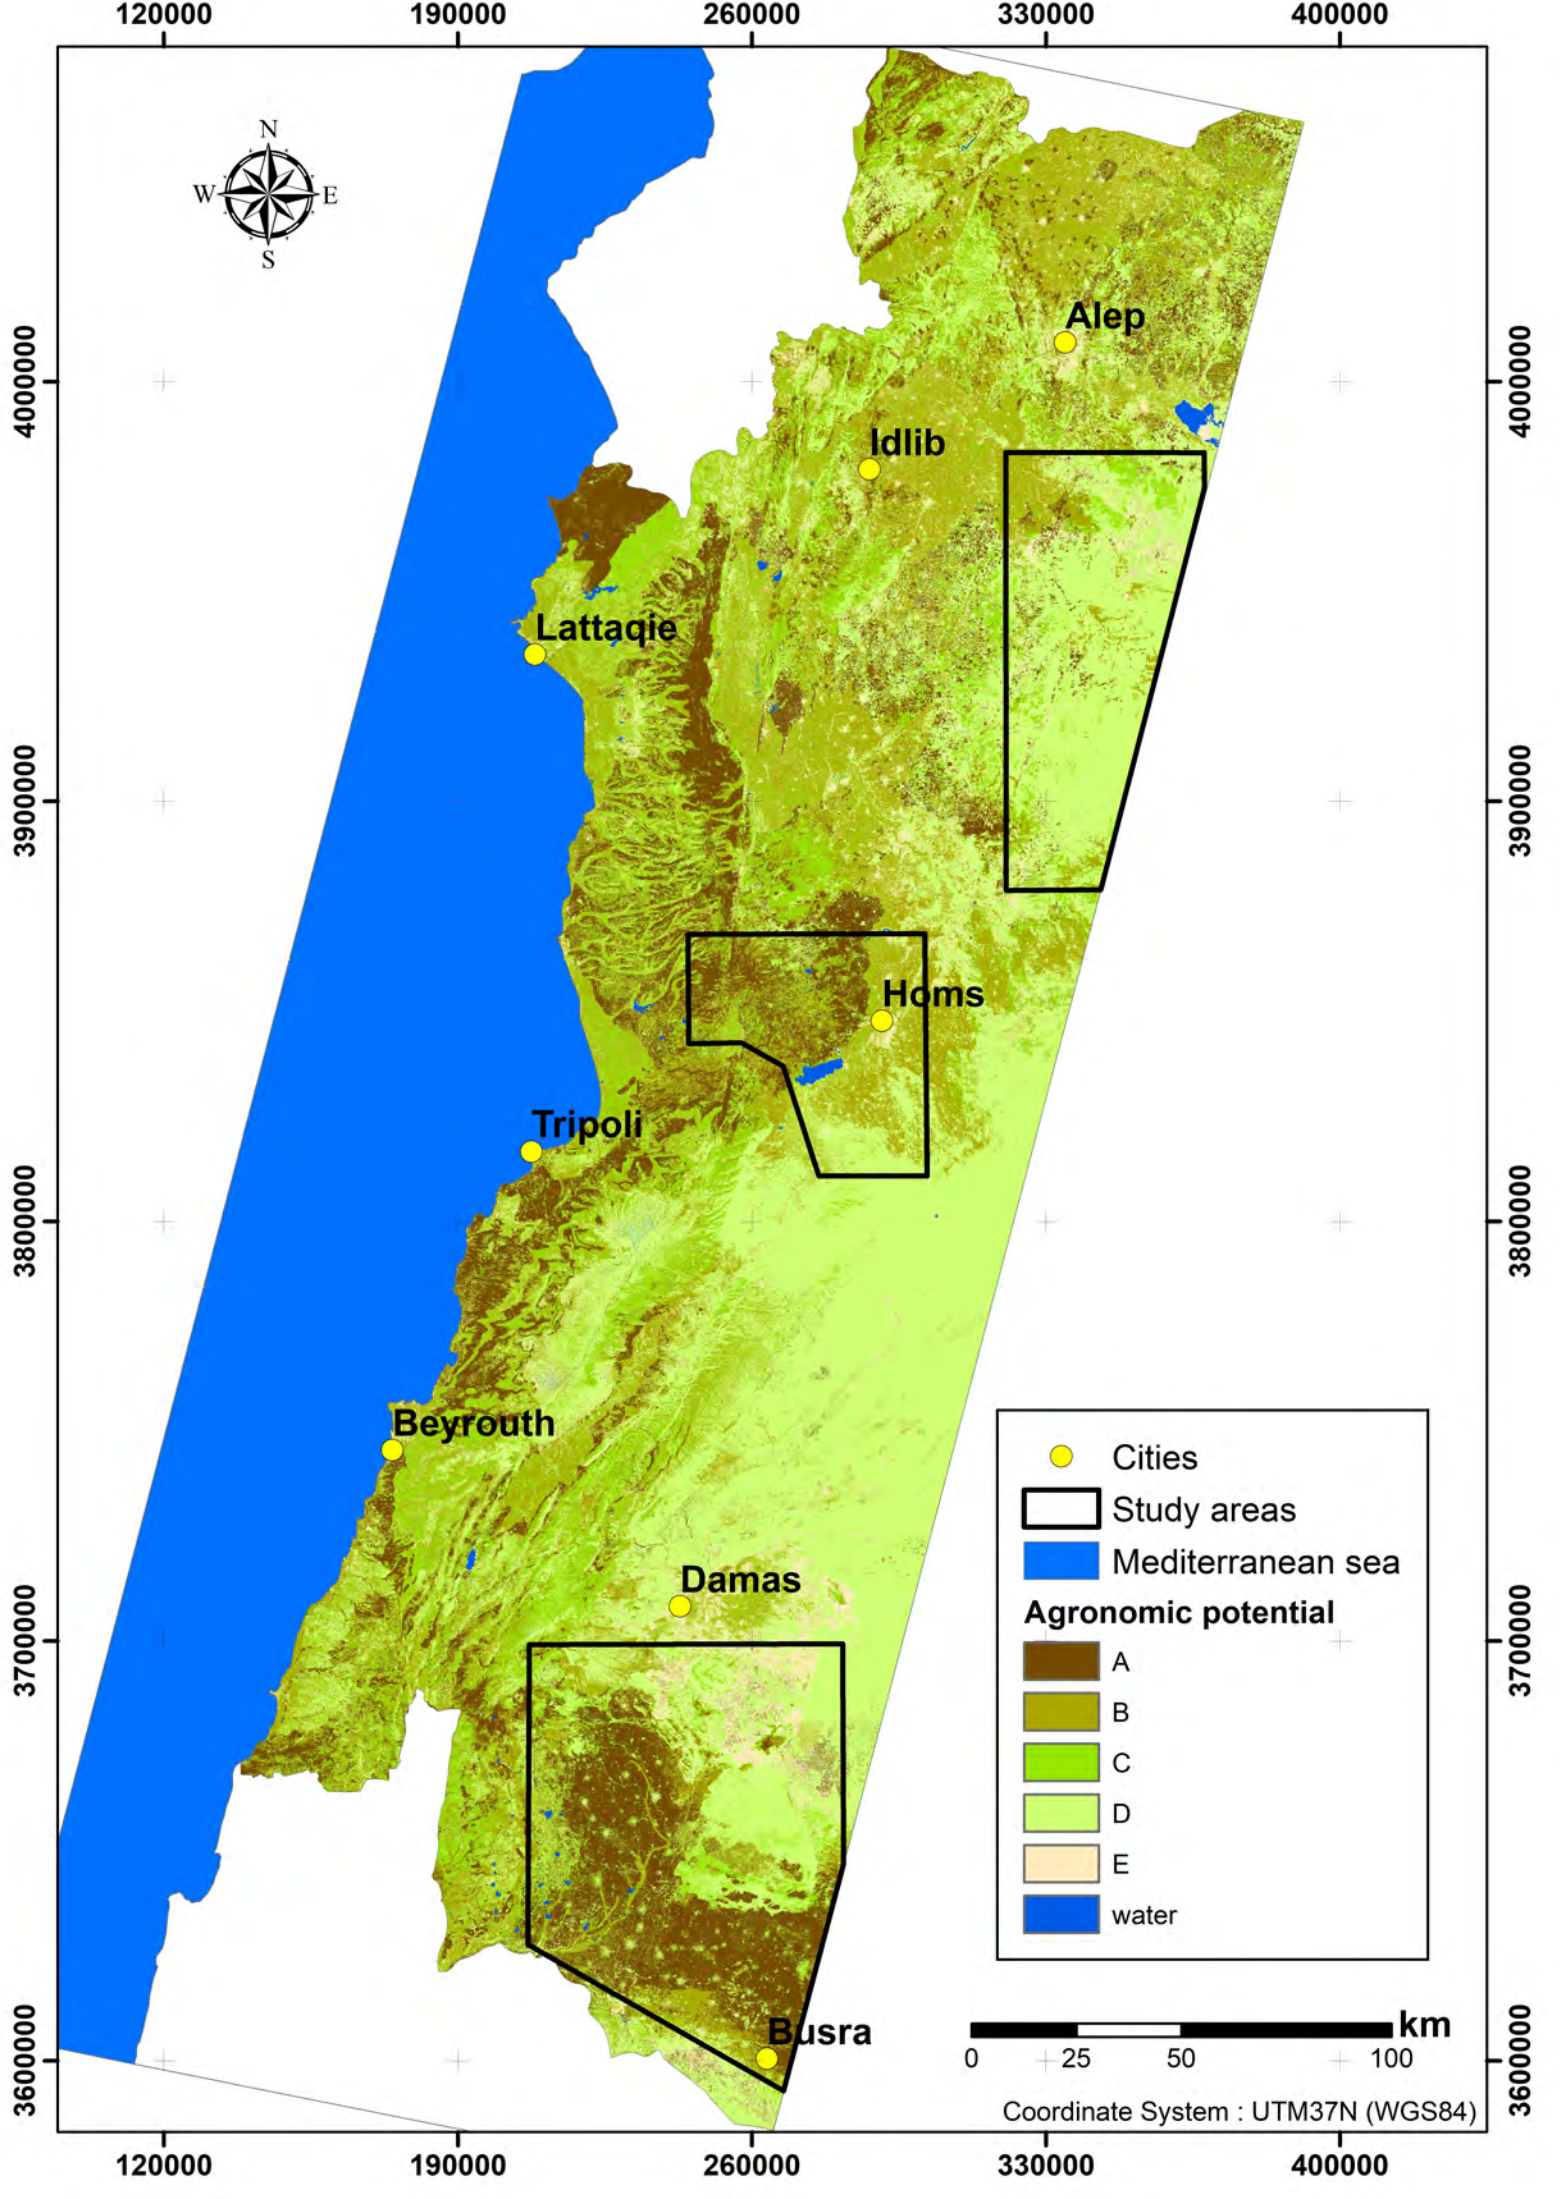 120000 190000 260000 330000 400000
N
W E
S
Alep
4000000 4000000
Idlib
Lattaqie
3900000 3900000
Homs
Tripoli
3800000 3800000
Beyrouth
Cities
Study areas
Mediterranean sea
Damas
Agronomic potential
3700000 3700000
A
B
C
D
E
water
Busra
km
0 25 50 100
3600000 3600000
Coordinate System : UTM37N (WGS84)
120000 190000 260000 330000 400000